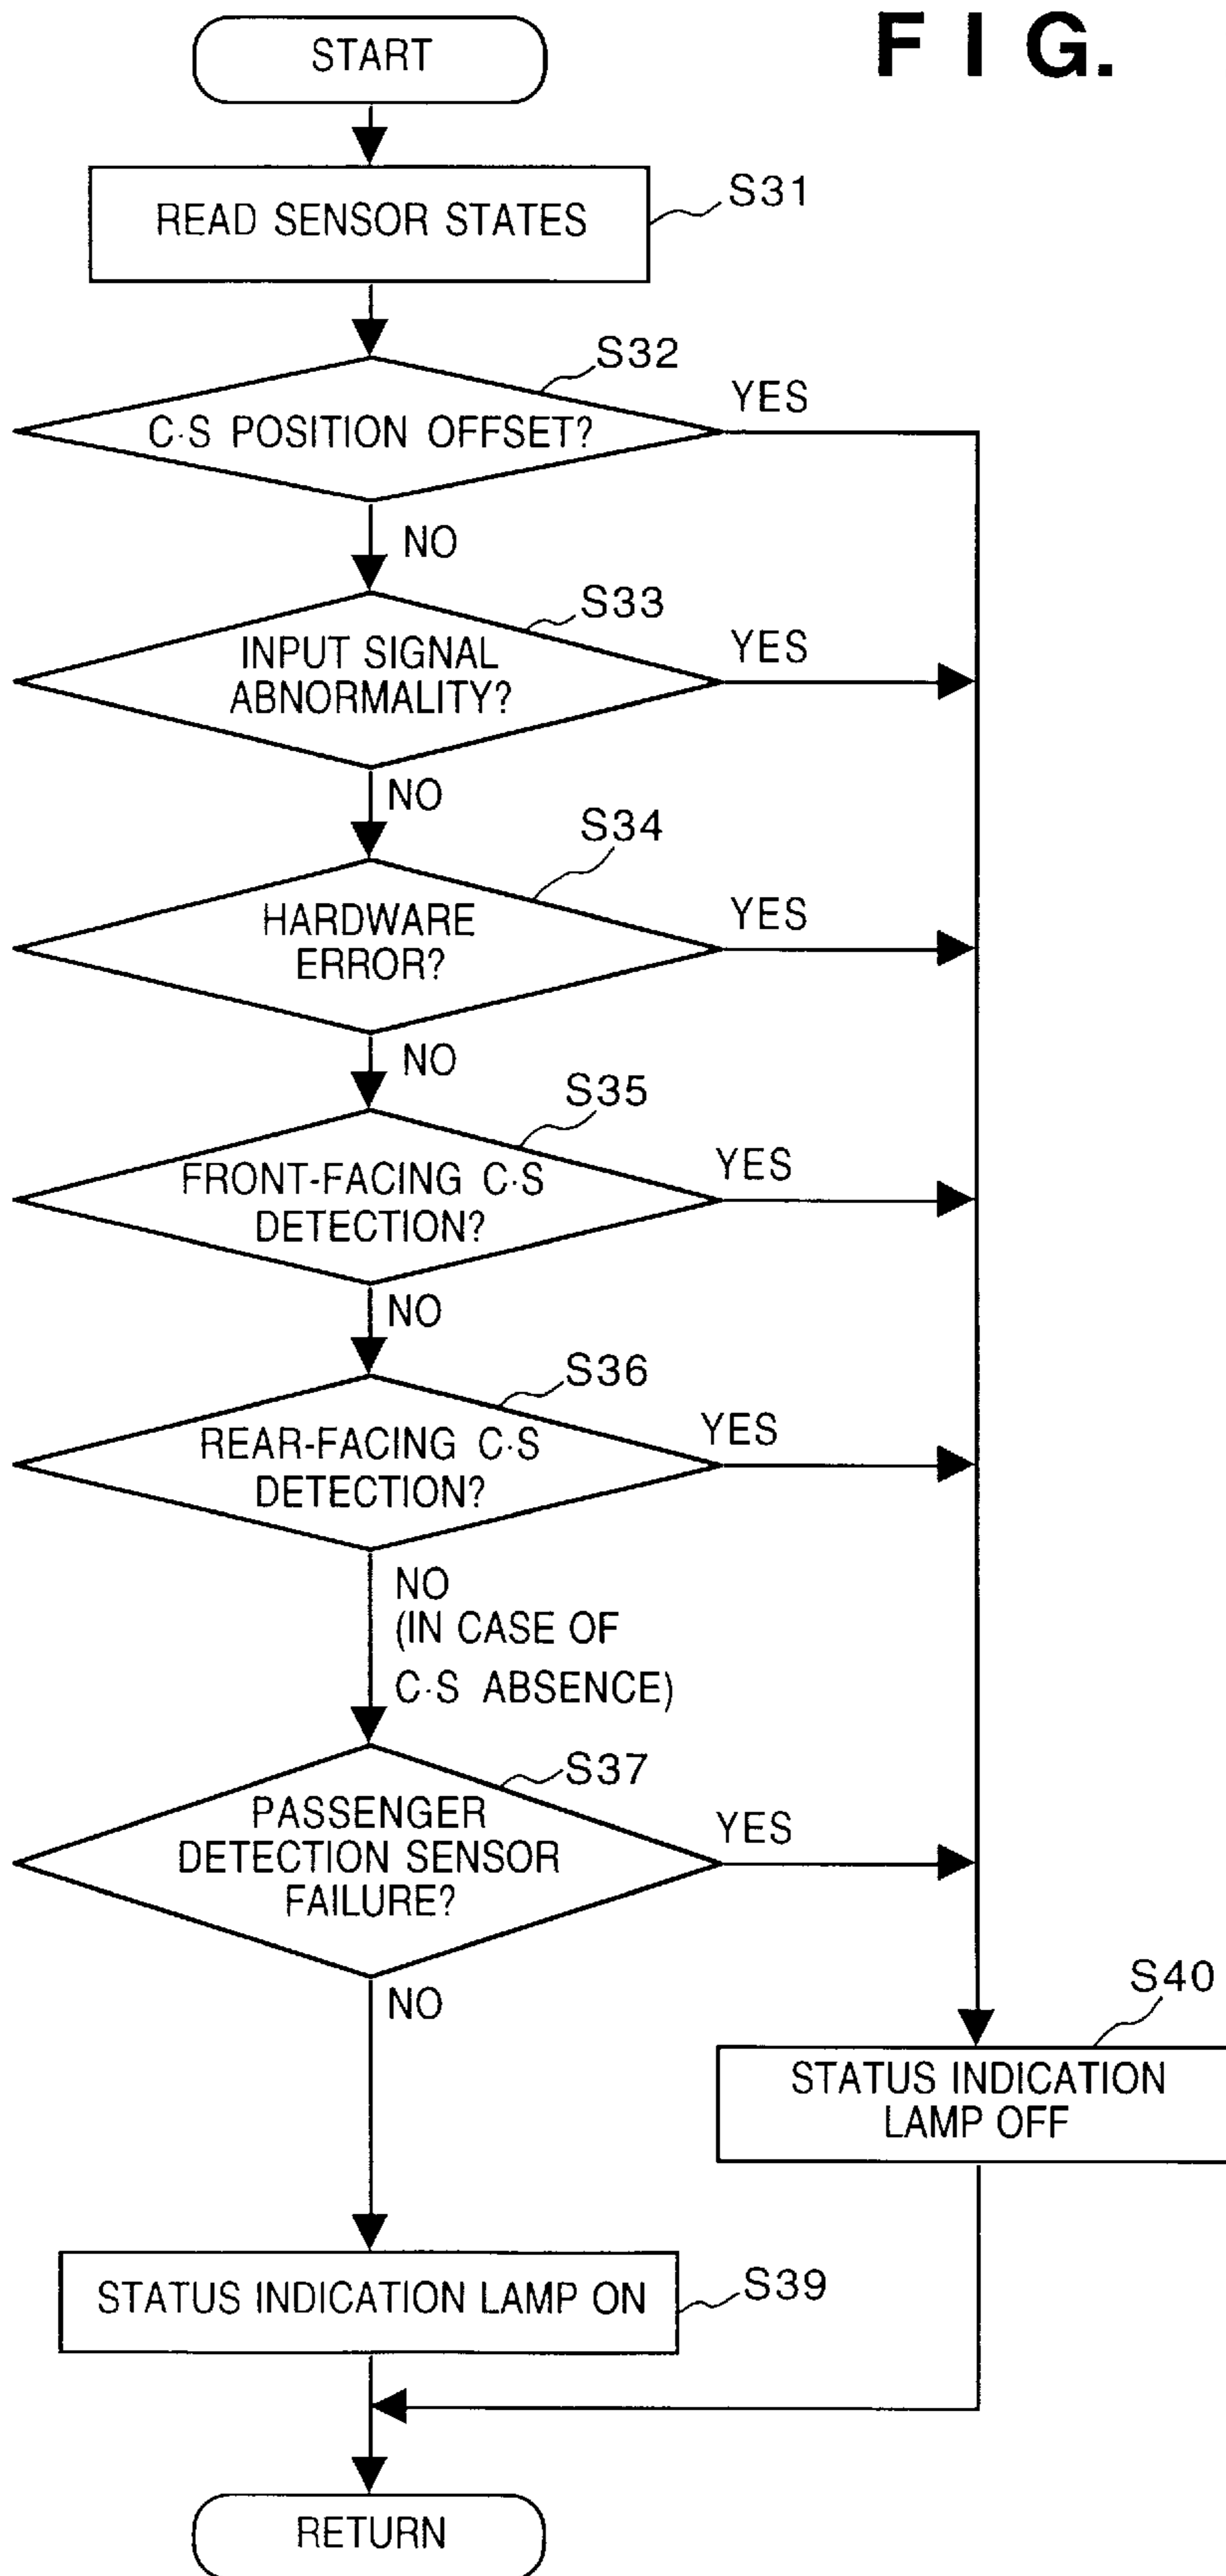 FIG.
START
READ SENSOR STATES
S31
S32
C·S POSITION OFFSET?
YES
NO
S33
INPUT SIGNAL
ABNORMALITY?
YES
NO
S34
HARDWARE
ERROR?
YES
NO
S35
FRONT-FACING C·S
DETECTION?
YES
NO
S36
REAR-FACING C·S
DETECTION?
YES
NO
(IN CASE OF
C·S ABSENCE)
S37
PASSENGER
DETECTION SENSOR
FAILURE?
YES
NO
S40
STATUS INDICATION
LAMP OFF
STATUS INDICATION LAMP ON
S39
RETURN